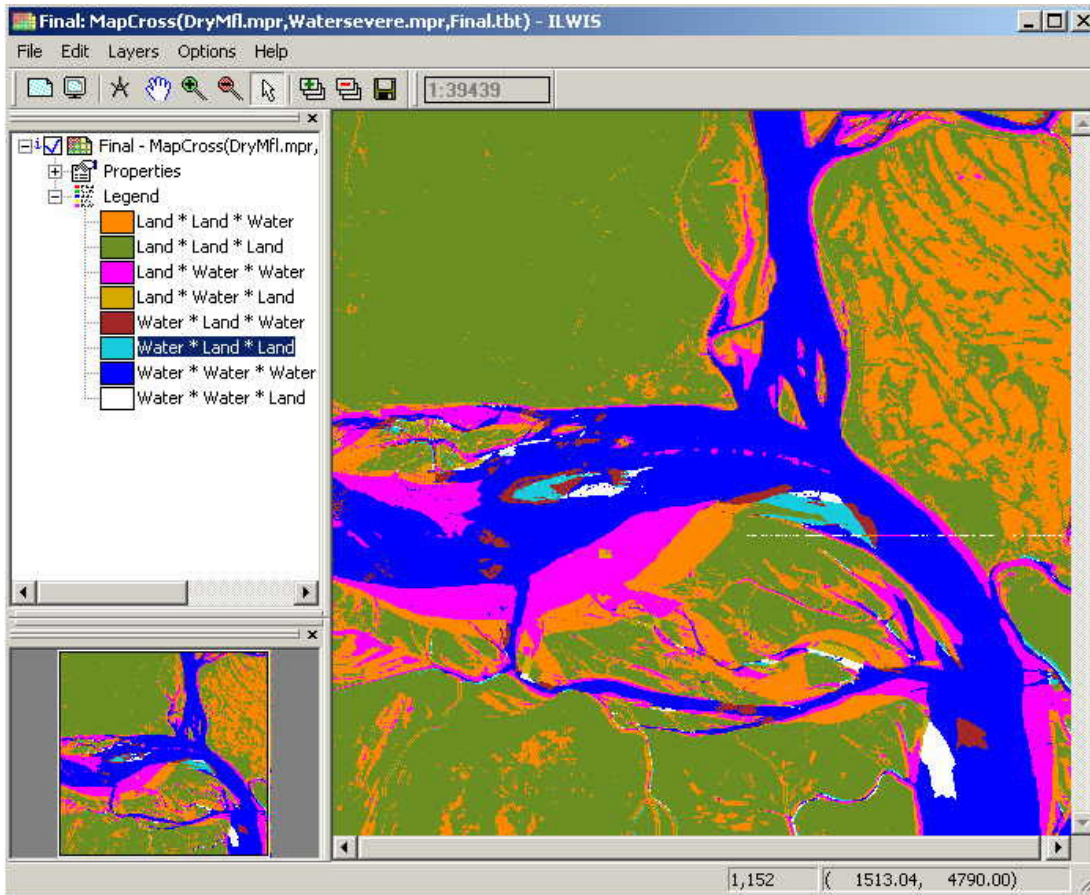 Final: MapCross(DryMfl.mpr,Watersevere.mpr,Final.tbt) - ILWIS
File Edit Layers Options Help
1:39439
Final - MapCross(DryMfl.mpr,
Properties
Legend
Land * Land * Water
Land * Land * Land
Land * Water * Water
Land * Water * Land
Water * Land * Water
Water * Land * Land
Water * Water * Water
Water * Water * Land
1,152 ( 1513.04, 4790.00)